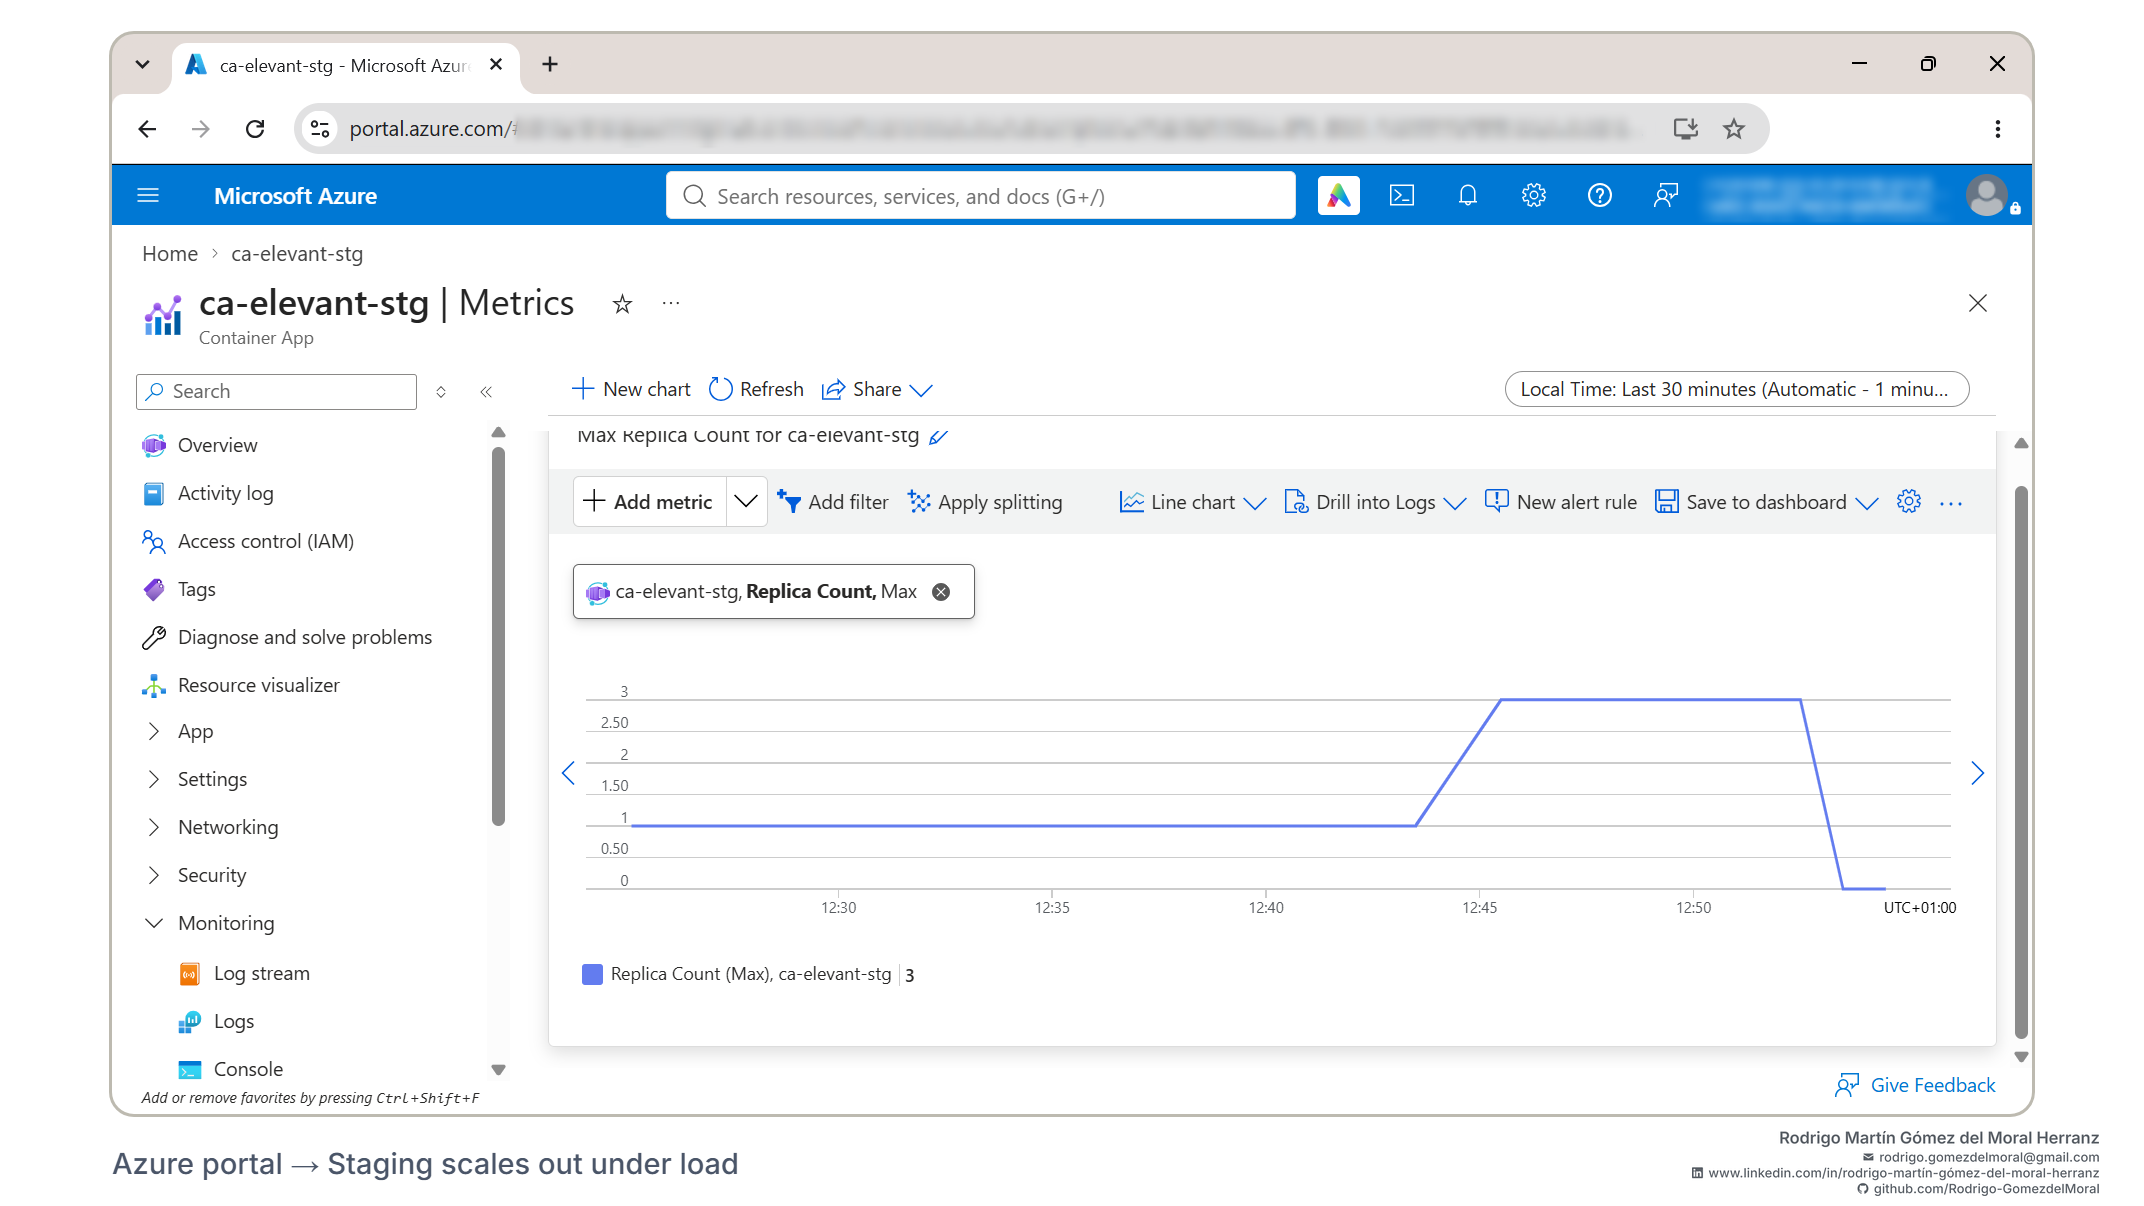 ca-elevant-stg - Microsoft Azur
portal.azure.com/#
Microsoft Azure
Search resources, services, and docs (G+/)
Home > ca-elevant-stg
ca-elevant-stg | Metrics
Container App
Search
New chart
Refresh
Share
Local Time: Last 30 minutes (Automatic - 1 minu...
Overview
Activity log
Access control (IAM)
Tags
Diagnose and solve problems
Resource visualizer
App
Settings
Networking
Security
Monitoring
Log stream
Logs
Console
Add or remove favorites by pressing Ctrl+Shift+F
Max Replica Count for ca-elevant-stg
Add metric
Add filter
Apply splitting
Line chart
Drill into Logs
New alert rule
Save to dashboard
ca-elevant-stg, Replica Count, Max
3
2.50
2
1.50
1
0.50
0
12:30
12:35
12:40
12:45
12:50
UTC+01:00
Replica Count (Max), ca-elevant-stg | 3
Give Feedback
Azure portal → Staging scales out under load
Rodrigo Martín Gómez del Moral Herranz
rodrigo.gomezdelmoral@gmail.com
www.linkedin.com/in/rodrigo-martín-gómez-del-moral-herranz
github.com/Rodrigo-GomezdelMoral